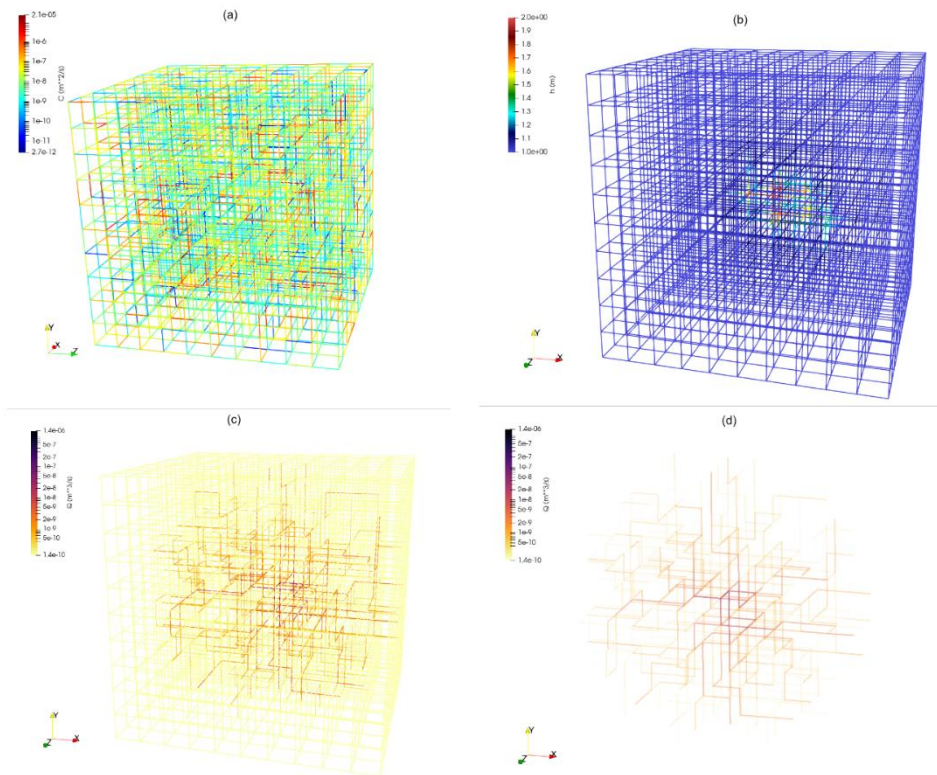 (a)
2.1e-05
1e-6
1e-7
1e-8
1e-9
1e-10
1e-11
2.7e-12
C (m**2/s)
Y
X
Z
(b)
2.0e+00
1.9
1.8
1.7
1.6
1.5
1.4
1.3
1.2
1.1
1.0e+00
h (m)
Y
Z
X
(c)
1.4e-06
5e-7
2e-7
1e-7
5e-8
2e-8
1e-8
5e-9
2e-9
1e-9
5e-10
1.4e-10
Q (m**3/s)
Y
Z
X
(d)
1.4e-06
5e-7
2e-7
1e-7
5e-8
2e-8
1e-8
5e-9
2e-9
1e-9
5e-10
1.4e-10
Q (m**3/s)
Y
Z
X